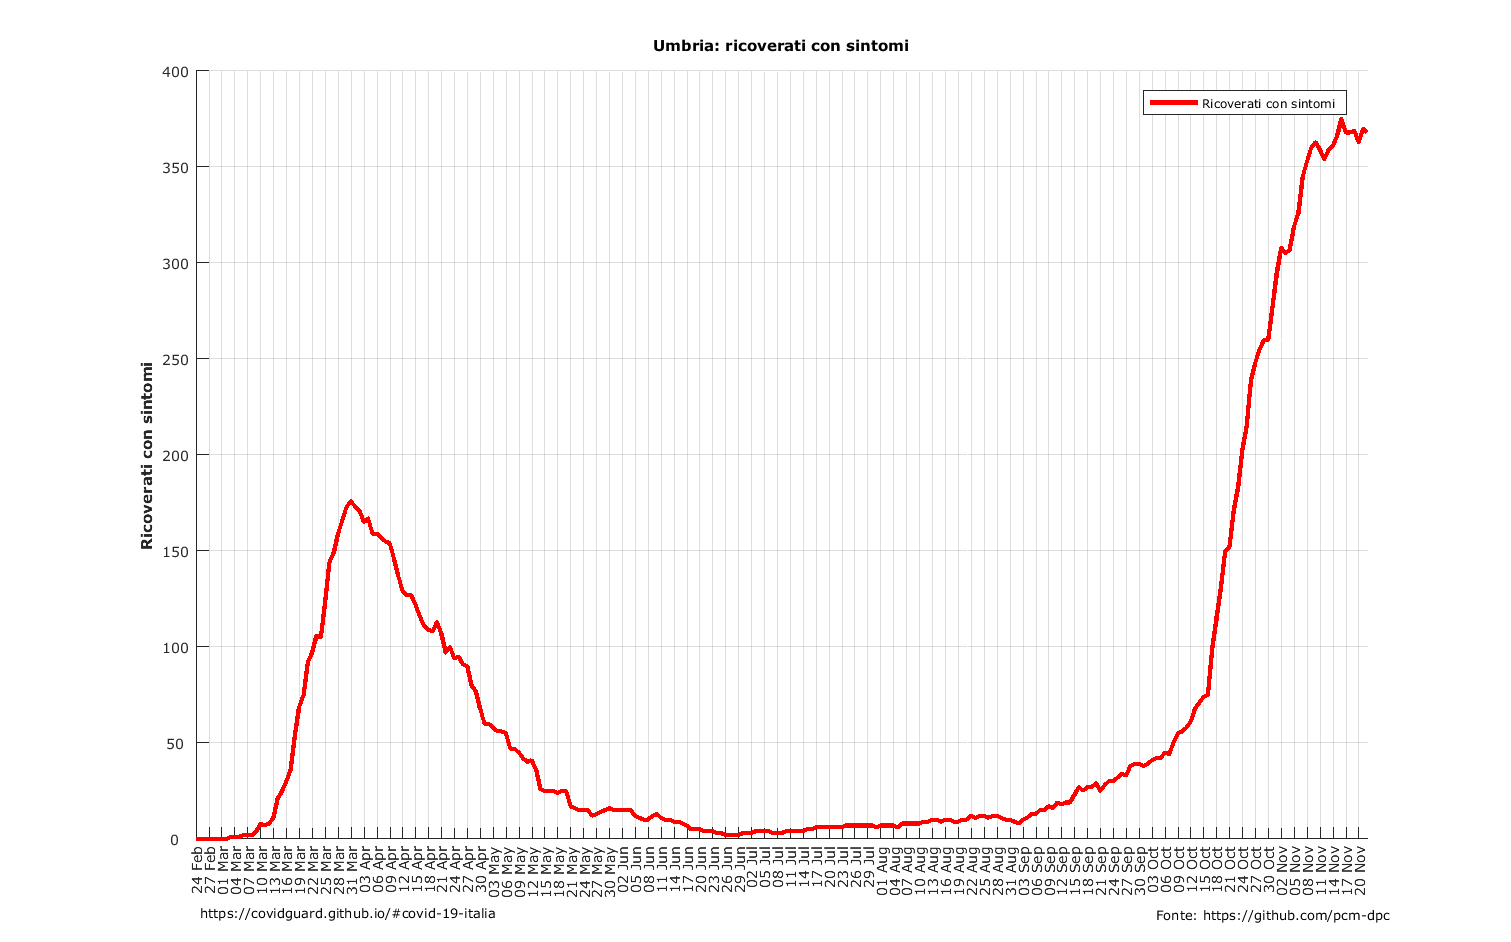 Umbria: ricoverati con sintomi
Ricoverati con sintomi
Ricoverati con sintomi
400
350
300
250
200
150
100
50
0
24 Feb
27 Feb
01 Mar
04 Mar
07 Mar
10 Mar
13 Mar
16 Mar
19 Mar
22 Mar
25 Mar
28 Mar
31 Mar
03 Apr
06 Apr
09 Apr
12 Apr
15 Apr
18 Apr
21 Apr
24 Apr
27 Apr
30 Apr
03 May
06 May
09 May
12 May
15 May
18 May
21 May
24 May
27 May
30 May
02 Jun
05 Jun
08 Jun
11 Jun
14 Jun
17 Jun
20 Jun
23 Jun
26 Jun
29 Jun
02 Jul
05 Jul
08 Jul
11 Jul
14 Jul
17 Jul
20 Jul
23 Jul
26 Jul
29 Jul
01 Aug
04 Aug
07 Aug
10 Aug
13 Aug
16 Aug
19 Aug
22 Aug
25 Aug
28 Aug
31 Aug
03 Sep
06 Sep
09 Sep
12 Sep
15 Sep
18 Sep
21 Sep
24 Sep
27 Sep
30 Sep
03 Oct
06 Oct
09 Oct
12 Oct
15 Oct
18 Oct
21 Oct
24 Oct
27 Oct
30 Oct
02 Nov
05 Nov
08 Nov
11 Nov
14 Nov
17 Nov
20 Nov
https://covidguard.github.io/#covid-19-italia
Fonte: https://github.com/pcm-dpc